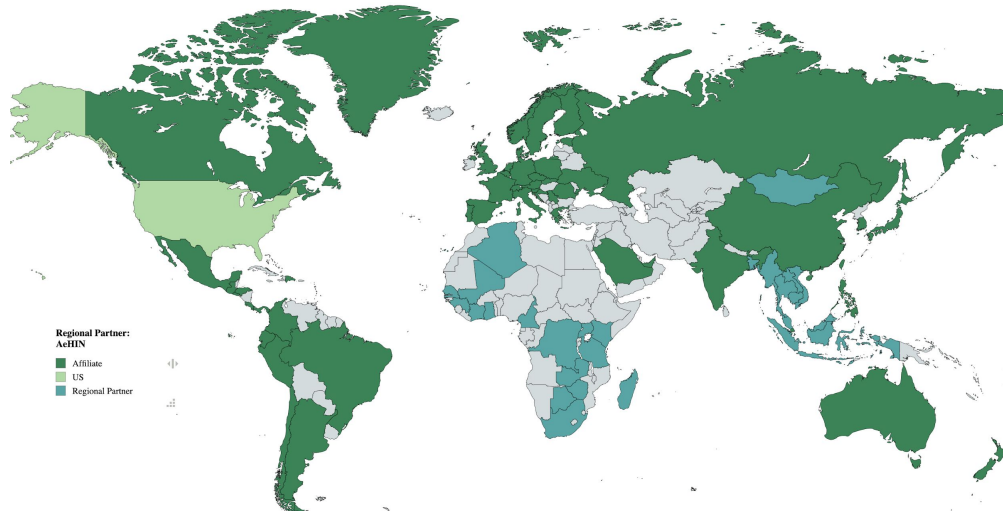 Regional Partner:
AeHIN
Affiliate
US
Regional Partner